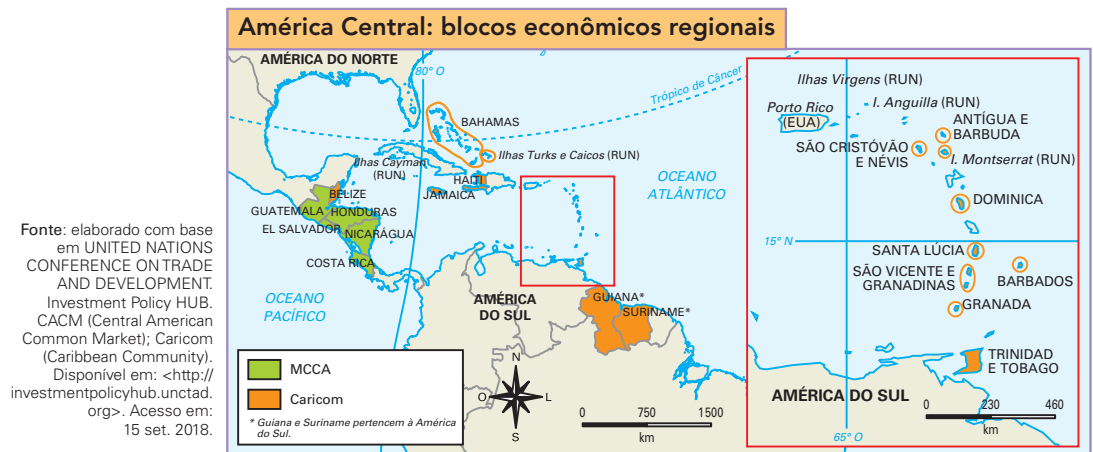 América Central: blocos econômicos regionais
AMÉRICA DO NORTE
80° O
Trópico de Câncer
BAHAMAS
Ilhas Turks e Caicos (RUN)
Ilhas Cayman
(RUN)
HAITI
JAMAICA
BELIZE
GUATEMALA
HONDURAS
EL SALVADOR
NICARÁGUA
COSTA RICA
OCEANO
ATLÂNTICO
OCEANO
PACÍFICO
AMÉRICA
DO SUL
GUIANA*
SURINAME*
MCCA
Caricom
* Guiana e Suriname pertencem à América
do Sul.
N
O
L
S
0 750 1500
km
Ilhas Virgens (RUN)
Porto Rico
(EUA)
I. Anguilla (RUN)
ANTÍGUA E
BARBUDA
SÃO CRISTÓVÃO
E NÉVIS
I. Montserrat (RUN)
DOMINICA
15° N
SANTA LÚCIA
SÃO VICENTE E
GRANADINAS
BARBADOS
GRANADA
TRINIDAD
E TOBAGO
AMÉRICA DO SUL
0 230 460
km
65° O
Fonte: elaborado com base
em UNITED NATIONS
CONFERENCE ON TRADE
AND DEVELOPMENT.
Investment Policy HUB.
CACM (Central American
Common Market); Caricom
(Caribbean Community).
Disponível em: <http://
investmentpolicyhub.unctad.
org>. Acesso em:
15 set. 2018.